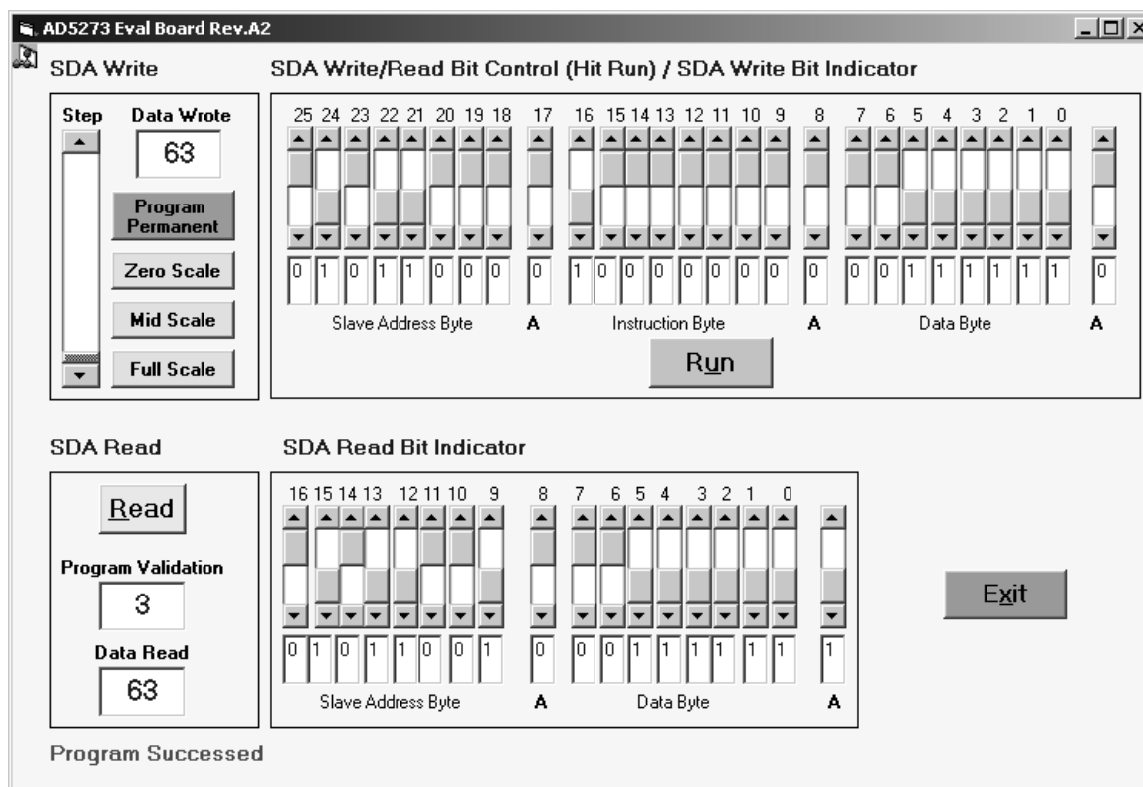 AD5273 Eval Board Rev.A2
SDA Write
SDA Write/Read Bit Control (Hit Run) / SDA Write Bit Indicator
Step
Data Wrote
63
Program
Permanent
Zero Scale
Mid Scale
Full Scale
25 24 23 22 21 20 19 18 17 16 15 14 13 12 11 10 9 8 7 6 5 4 3 2 1 0
0 1 0 1 1 0 0 0 0 1 0 0 0 0 0 0 0 0 0 0 1 1 1 1 1 1 0
Slave Address Byte A Instruction Byte A Data Byte A
Run
SDA Read
SDA Read Bit Indicator
Read
Program Validation
3
Data Read
63
16 15 14 13 12 11 10 9 8 7 6 5 4 3 2 1 0
0 1 0 1 1 0 0 1 0 0 0 1 1 1 1 1 1 1
Slave Address Byte A Data Byte A
Exit
Program Successed